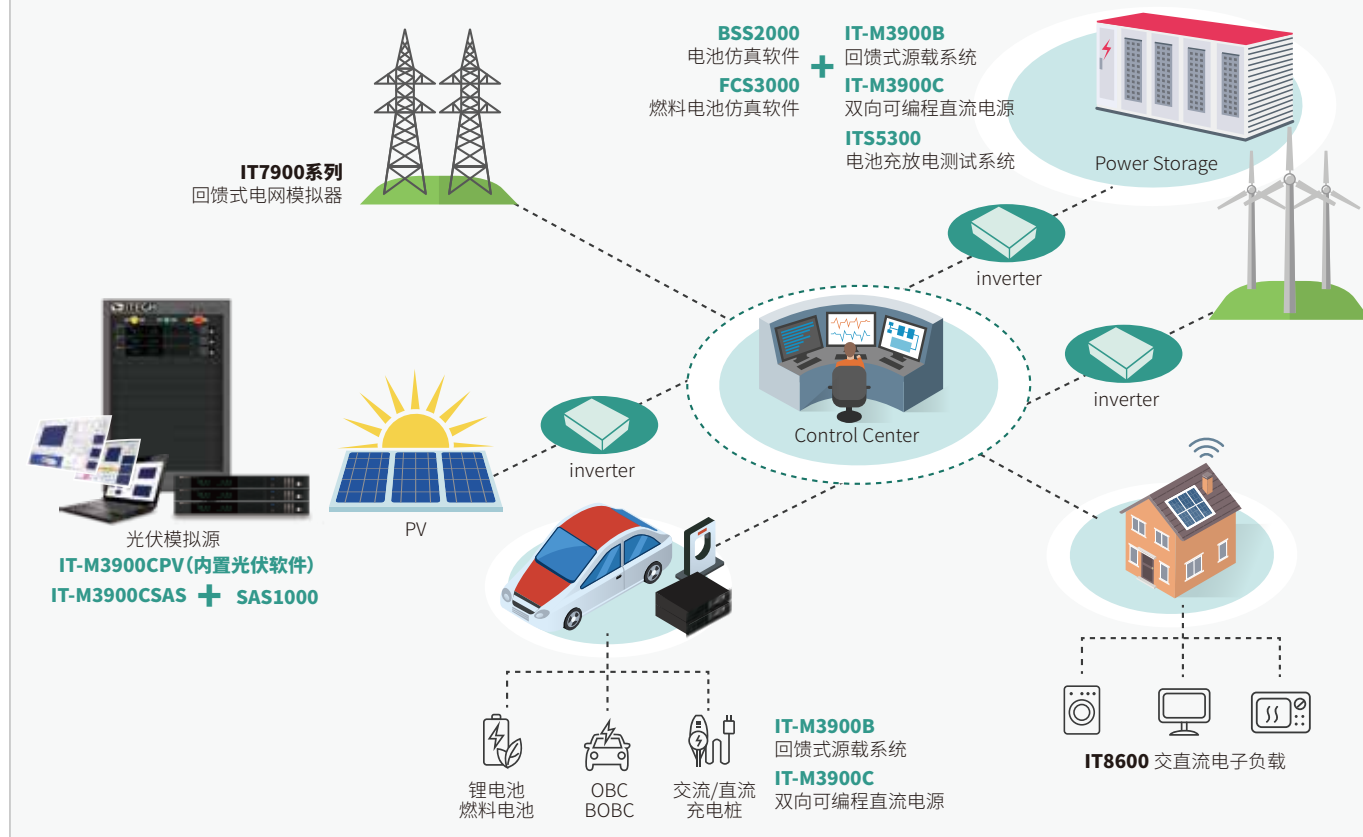 BSS2000
电池仿真软件
FCS3000
燃料电池仿真软件
+
IT-M3900B
回馈式源载系统
IT-M3900C
双向可编程直流电源
ITS5300
电池充放电测试系统
Power Storage
IT7900系列
回馈式电网模拟器
inverter
inverter
Control Center
inverter
ITECH
PV
光伏模拟源
IT-M3900CPV(内置光伏软件)
IT-M3900CSAS + SAS1000
锂电池
燃料电池
OBC
BOBC
交流/直流
充电桩
IT-M3900B
回馈式源载系统
IT-M3900C
双向可编程直流电源
IT8600 交直流电子负载